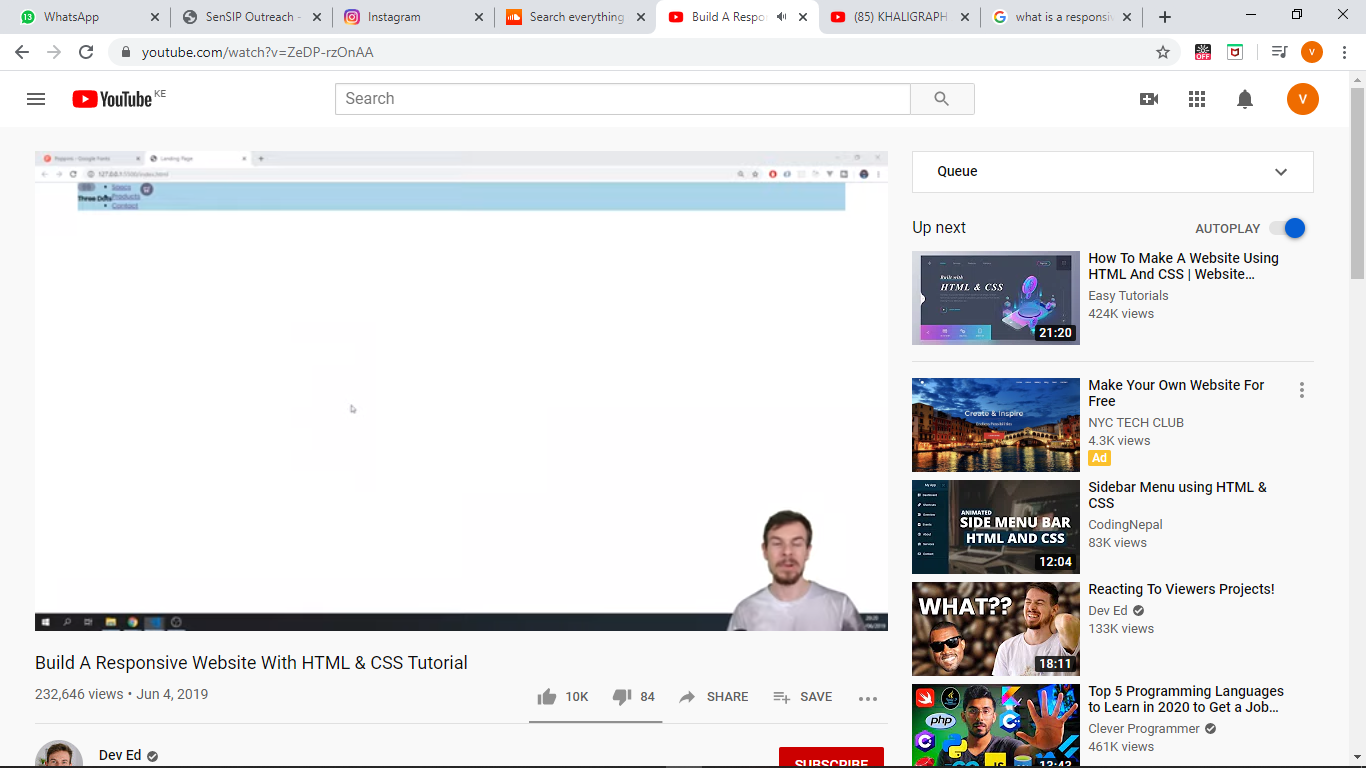 WhatsApp
SenSIP Outreach -
Instagram
Search everything
Build A Respo
(85) KHALIGRAPH
what is a responsiv
youtube.com/watch?v=ZeDP-rzOnAA
OFF
V
YouTube KE
Search
V
Poppins - Google Fonts
Landing Page
127.0.0.1:5500/index.html
Specs
Products
Contact
Three Dots
Build A Responsive Website With HTML & CSS Tutorial
232,646 views • Jun 4, 2019
10K
84
SHARE
SAVE
Dev Ed
SUBSCRIBE
Queue
Up next
AUTOPLAY
Built with
HTML & CSS
21:20
How To Make A Website Using
HTML And CSS | Website…
Easy Tutorials
424K views
Create & Inspire
Make Your Own Website For
Free
NYC TECH CLUB
4.3K views
Ad
ANIMATED
SIDE MENU BAR
HTML AND CSS
12:04
Sidebar Menu using HTML &
CSS
CodingNepal
83K views
WHAT??
18:11
Reacting To Viewers Projects!
Dev Ed
133K views
php
JS
13:43
Top 5 Programming Languages
to Learn in 2020 to Get a Job…
Clever Programmer
461K views